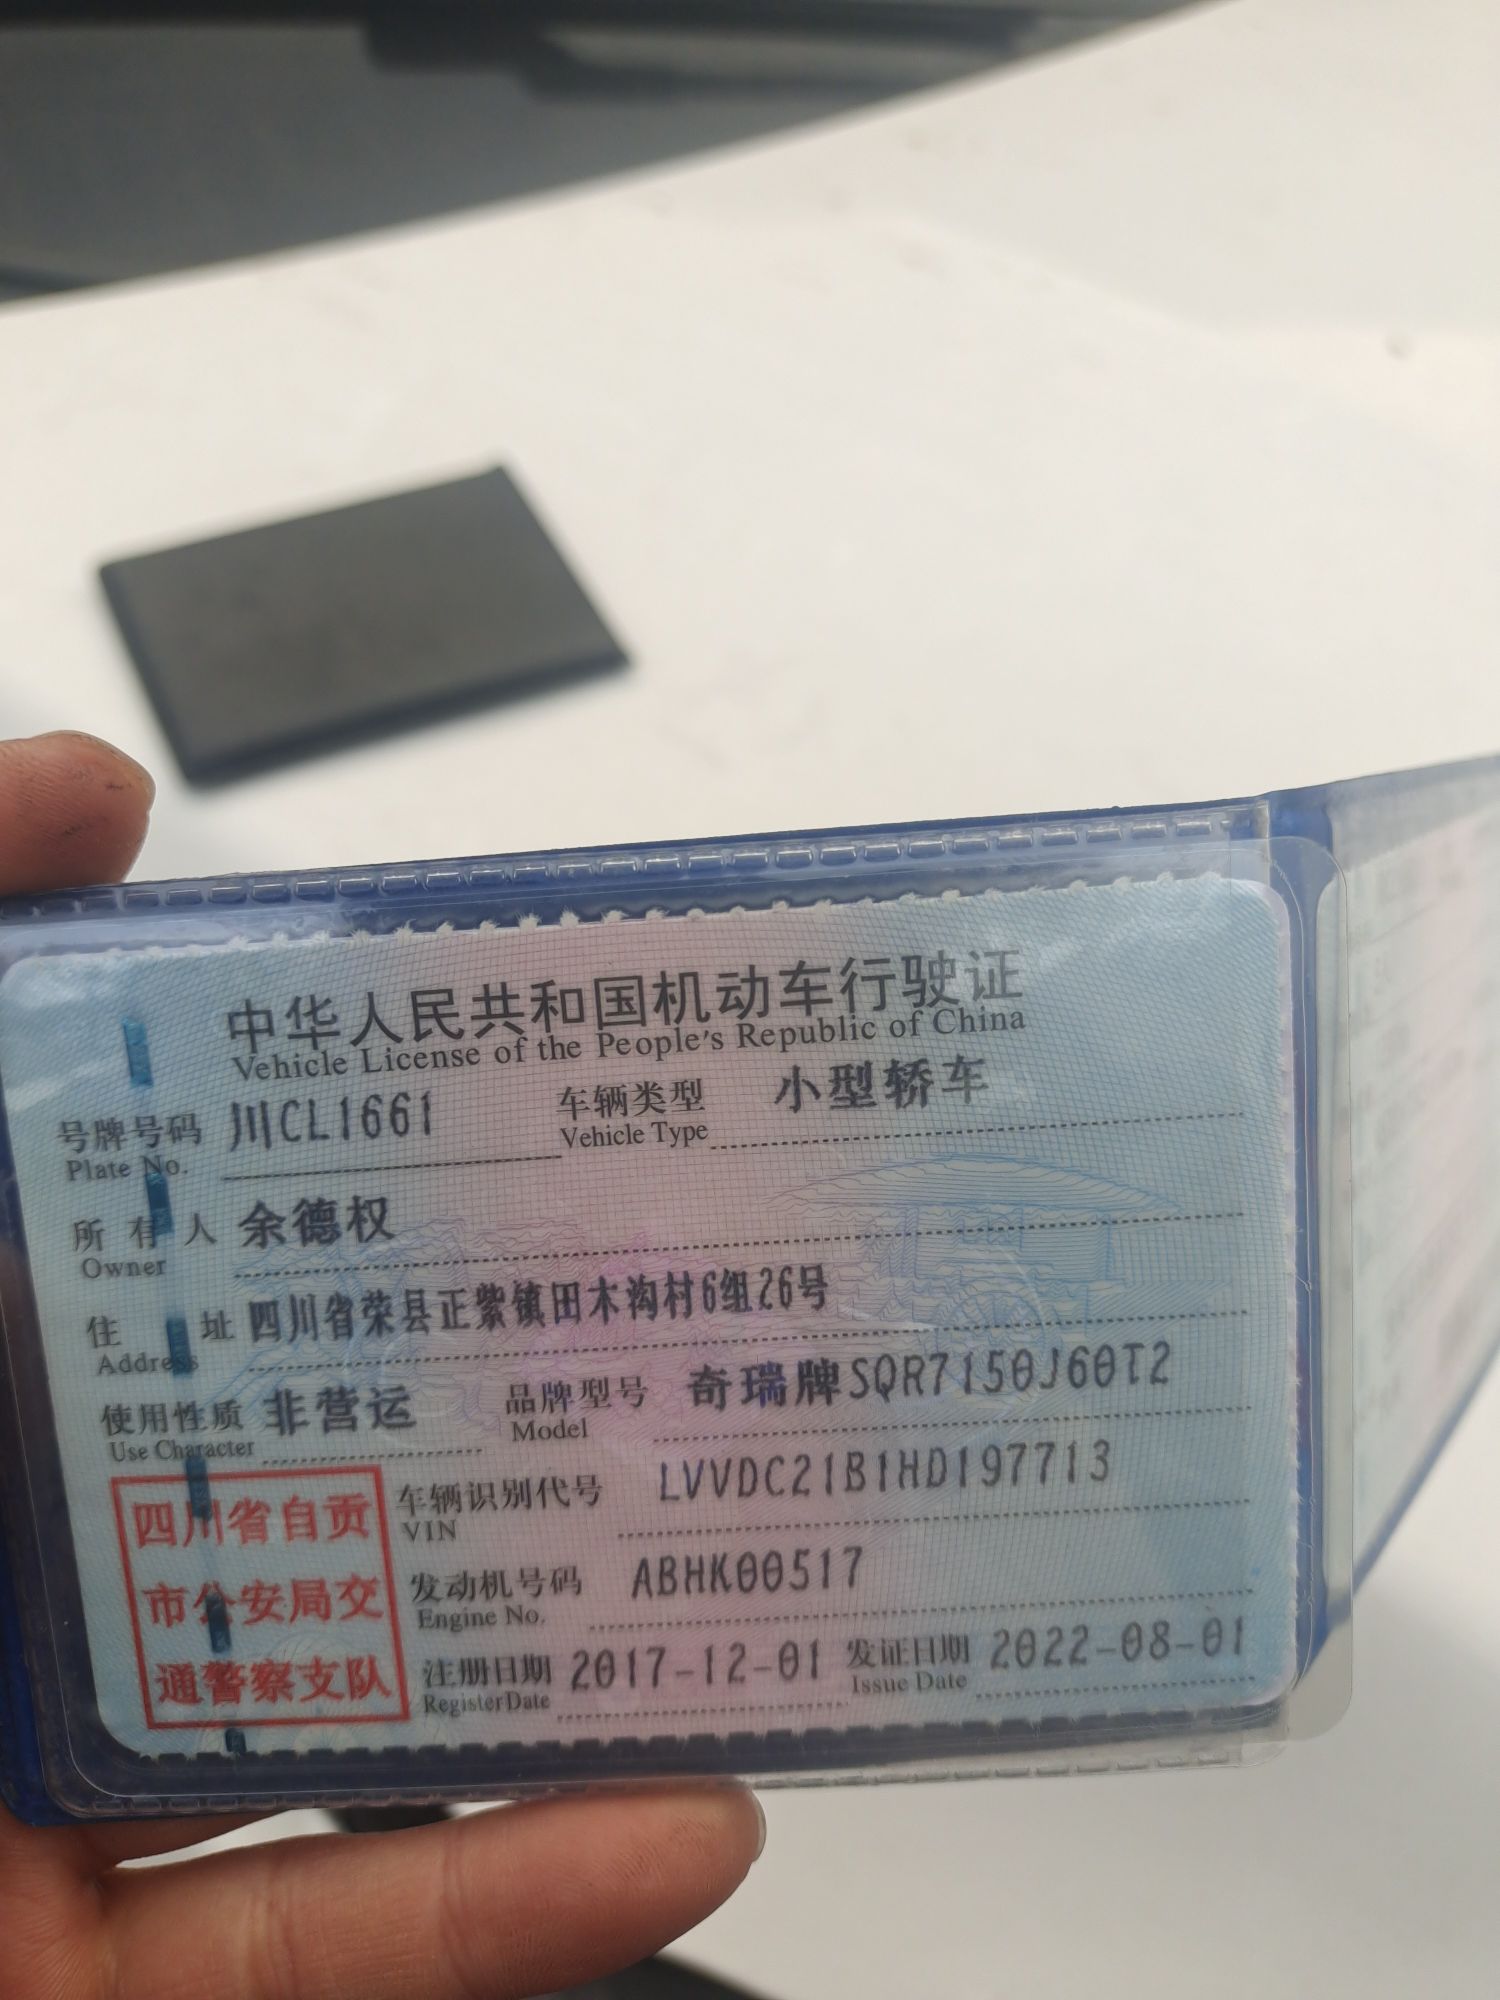 中华人民共和国机动车行驶证
Vehicle License of the People's Republic of China
号牌号码 川CL1661 车辆类型 小型轿车
Plate No. Vehicle Type
所有人 余德权
Owner
住址 四川省荣县正紫镇田木沟村6组26号
Address
使用性质 非营运 品牌型号 奇瑞牌SQR7150J60T2
Use Character Model
四川省自贡
市公安局交
通警察支队
车辆识别代号 LVVDC21B1HD197713
VIN
发动机号码 ABHK00517
Engine No.
注册日期 2017-12-01 发证日期 2022-08-01
Register Date Issue Date